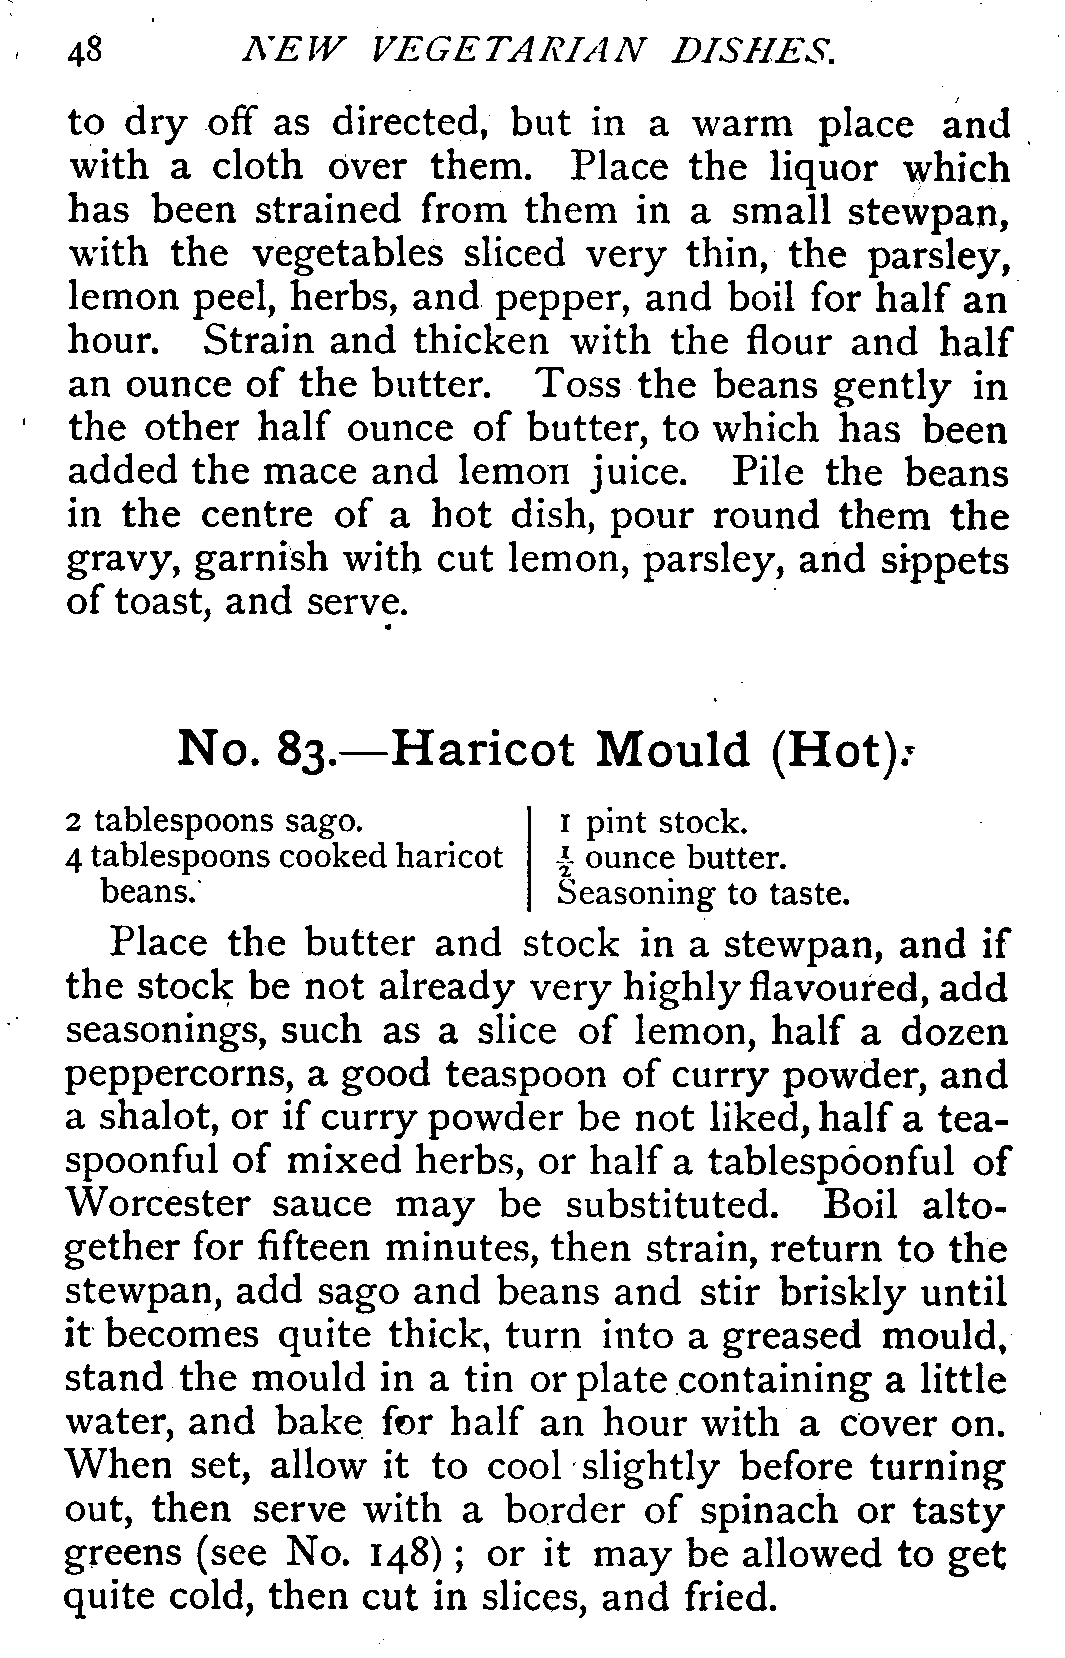 48 NEW VEGETARIAN DISHES.
to dry off as directed, but in a warm place and
with a cloth over them. Place the liquor which
has been strained from them in a small stewpan,
with the vegetables sliced very thin, the parsley,
lemon peel, herbs, and pepper, and boil for half an
hour. Strain and thicken with the flour and half
an ounce of the butter. Toss the beans gently in
the other half ounce of butter, to which has been
added the mace and lemon juice. Pile the beans
in the centre of a hot dish, pour round them the
gravy, garnish with cut lemon, parsley, and sippets
of toast, and serve.
No. 83.—Haricot Mould (Hot).
2 tablespoons sago.
4 tablespoons cooked haricot
beans.
1 pint stock.
½ ounce butter.
Seasoning to taste.
Place the butter and stock in a stewpan, and if
the stock be not already very highly flavoured, add
seasonings, such as a slice of lemon, half a dozen
peppercorns, a good teaspoon of curry powder, and
a shalot, or if curry powder be not liked, half a tea-
spoonful of mixed herbs, or half a tablespoonful of
Worcester sauce may be substituted. Boil alto-
gether for fifteen minutes, then strain, return to the
stewpan, add sago and beans and stir briskly until
it becomes quite thick, turn into a greased mould,
stand the mould in a tin or plate containing a little
water, and bake for half an hour with a cover on.
When set, allow it to cool slightly before turning
out, then serve with a border of spinach or tasty
greens (see No. 148) ; or it may be allowed to get
quite cold, then cut in slices, and fried.